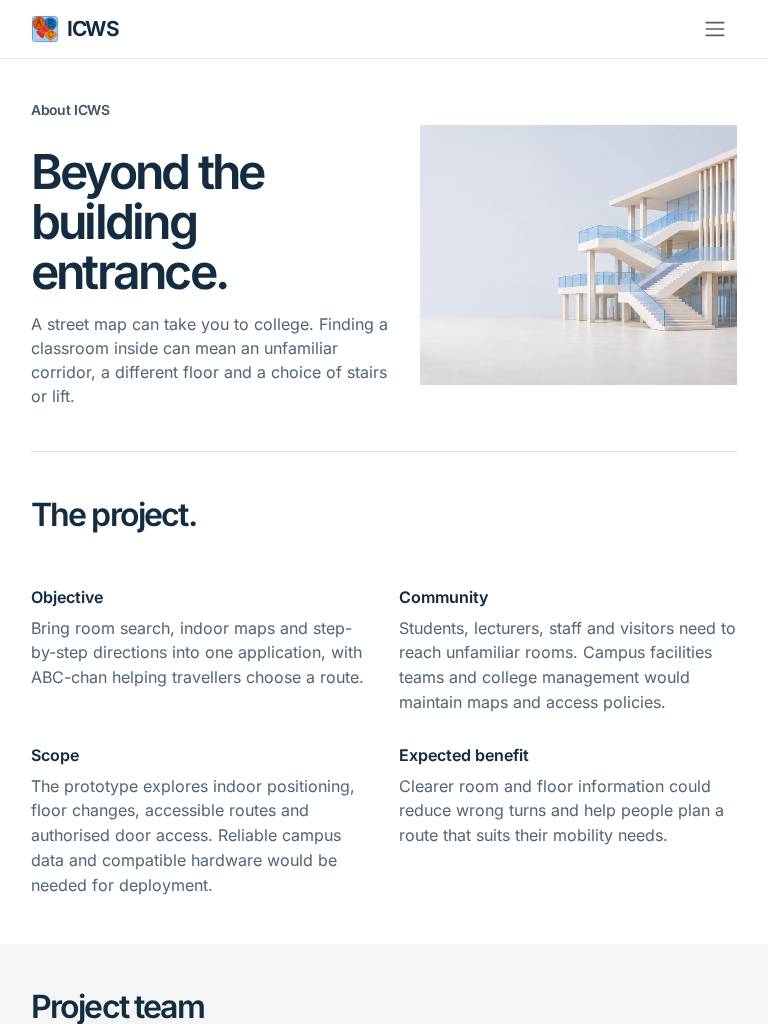 ICWS
About ICWS
Beyond the
building
entrance.
A street map can take you to college. Finding a
classroom inside can mean an unfamiliar
corridor, a different floor and a choice of stairs
or lift.
The project.
Objective
Bring room search, indoor maps and step-
by-step directions into one application, with
ABC-chan helping travellers choose a route.
Community
Students, lecturers, staff and visitors need to
reach unfamiliar rooms. Campus facilities
teams and college management would
maintain maps and access policies.
Scope
The prototype explores indoor positioning,
floor changes, accessible routes and
authorised door access. Reliable campus
data and compatible hardware would be
needed for deployment.
Expected benefit
Clearer room and floor information could
reduce wrong turns and help people plan a
route that suits their mobility needs.
Project team